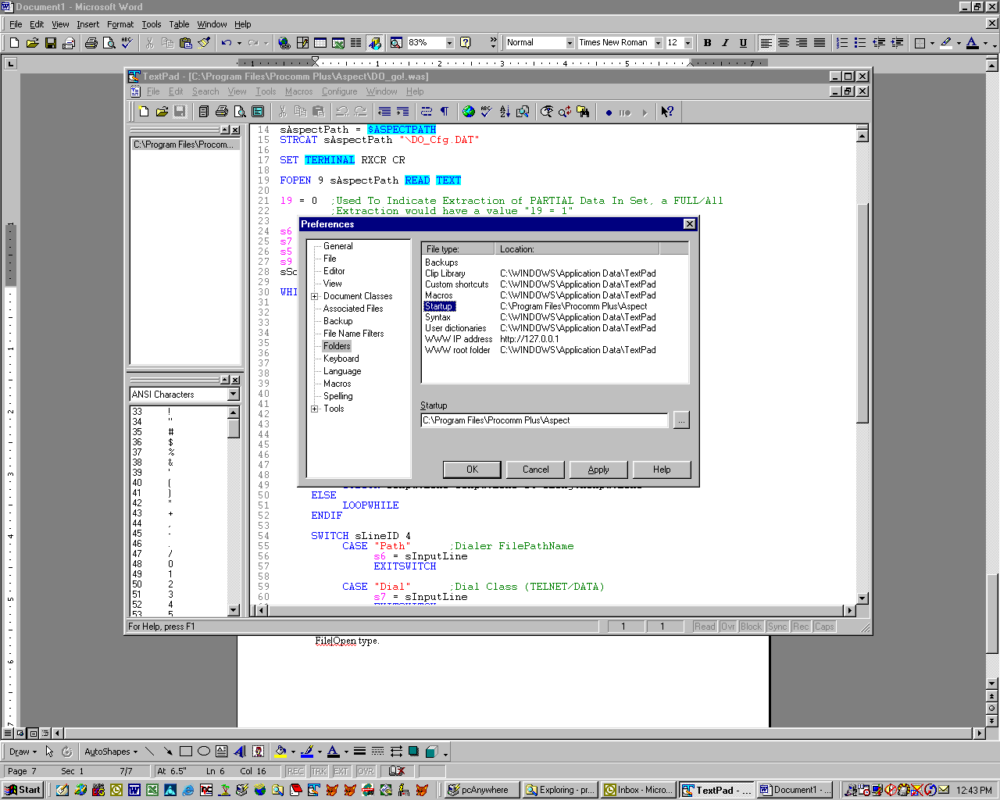 Document1 - Microsoft Word
File Edit View Insert Format Tools Table Window Help
83% Normal Times New Roman 12 B I U
1 1 2 3 4 5 7
TextPad - [C:\Program Files\Procomm Plus\Aspect\DO_go!.was]
File Edit Search View Tools Macros Configure Window Help
C:\Program Files\Procom...
14 sAspectPath = $ASPECTPATH
15 STRCAT sAspectPath "\DO_Cfg.DAT"
16
17 SET TERMINAL RXCR CR
18
19 FOPEN 9 sAspectPath READ TEXT
20
21 l9 = 0 ;Used To Indicate Extraction of PARTIAL Data In Set, a FULL/All
22 ;Extraction would have a value "l9 = 1"
23
24 s6
25 s7
26 s5
27 s9
28 sSc
29
30 WHI
31
32
33
34
35
36
37
38
39
40
41
42
43
44
45
46
47
48
49
50 ELSE
51 LOOPWHILE
52 ENDIF
53
54 SWITCH sLineID 4
55 CASE "Path" ;Dialer FilePathName
56 s6 = sInputLine
57 EXITSWITCH
58
59 CASE "Dial" ;Dial Class (TELNET/DATA)
60 s7 = sInputLine
Preferences
General
File
Editor
View
Document Classes
Associated Files
Backup
File Name Filters
Folders
Keyboard
Language
Macros
Spelling
Tools
File type: Location:
Backups
Clip Library C:\WINDOWS\Application Data\TextPad
Custom shortcuts C:\WINDOWS\Application Data\TextPad
Macros C:\WINDOWS\Application Data\TextPad
Startup C:\Program Files\Procomm Plus\Aspect
Syntax C:\WINDOWS\Application Data\TextPad
User dictionaries C:\WINDOWS\Application Data\TextPad
WWW IP address http://127.0.0.1
WWW root folder C:\WINDOWS\Application Data\TextPad
Startup
C:\Program Files\Procomm Plus\Aspect ...
OK Cancel Apply Help
ANSI Characters
33 !
34 "
35 #
36 $
37 %
38 &
39 '
40 (
41 )
42 *
43 +
44 ,
45 -
46 .
47 /
48 0
49 1
50 2
51 3
52 4
53 5
For Help, press F1 1 1 Read Ovr Block Sync Rec Caps
File|Open type.
Draw AutoShapes
Page 7 Sec 1 7/7 At 6.5" Ln 6 Col 16 REC TRK EXT OVR
Start pcAnywhere Exploring - pr... Inbox - Micro... TextPad - ... Document1 - ... 12:43 PM